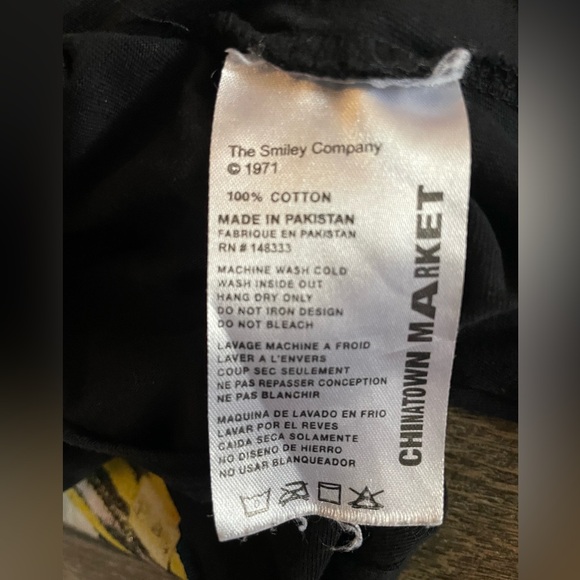 The Smiley Company
© 1971
100% COTTON
MADE IN PAKISTAN
FABRIQUE EN PAKISTAN
RN # 148333
MACHINE WASH COLD
WASH INSIDE OUT
HANG DRY ONLY
DO NOT IRON DESIGN
DO NOT BLEACH
LAVAGE MACHINE A FROID
LAVER A L'ENVERS
COUP SEC SEULEMENT
NE PAS REPASSER CONCEPTION
NE PAS BLANCHIR
MAQUINA DE LAVADO EN FRIO
LAVAR POR EL REVES
CAIDA SECA SOLAMENTE
NO DISENO DE HIERRO
NO USAR BLANQUEADOR
CHINATOWN MARKET